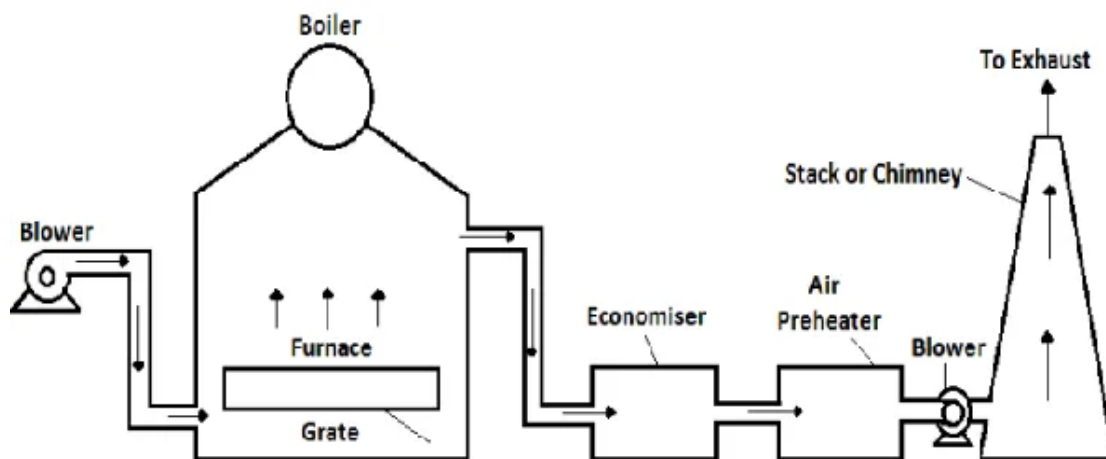 Boiler
To Exhaust
Stack or Chimney
Blower
Economiser
Air
Preheater
Blower
Furnace
Grate